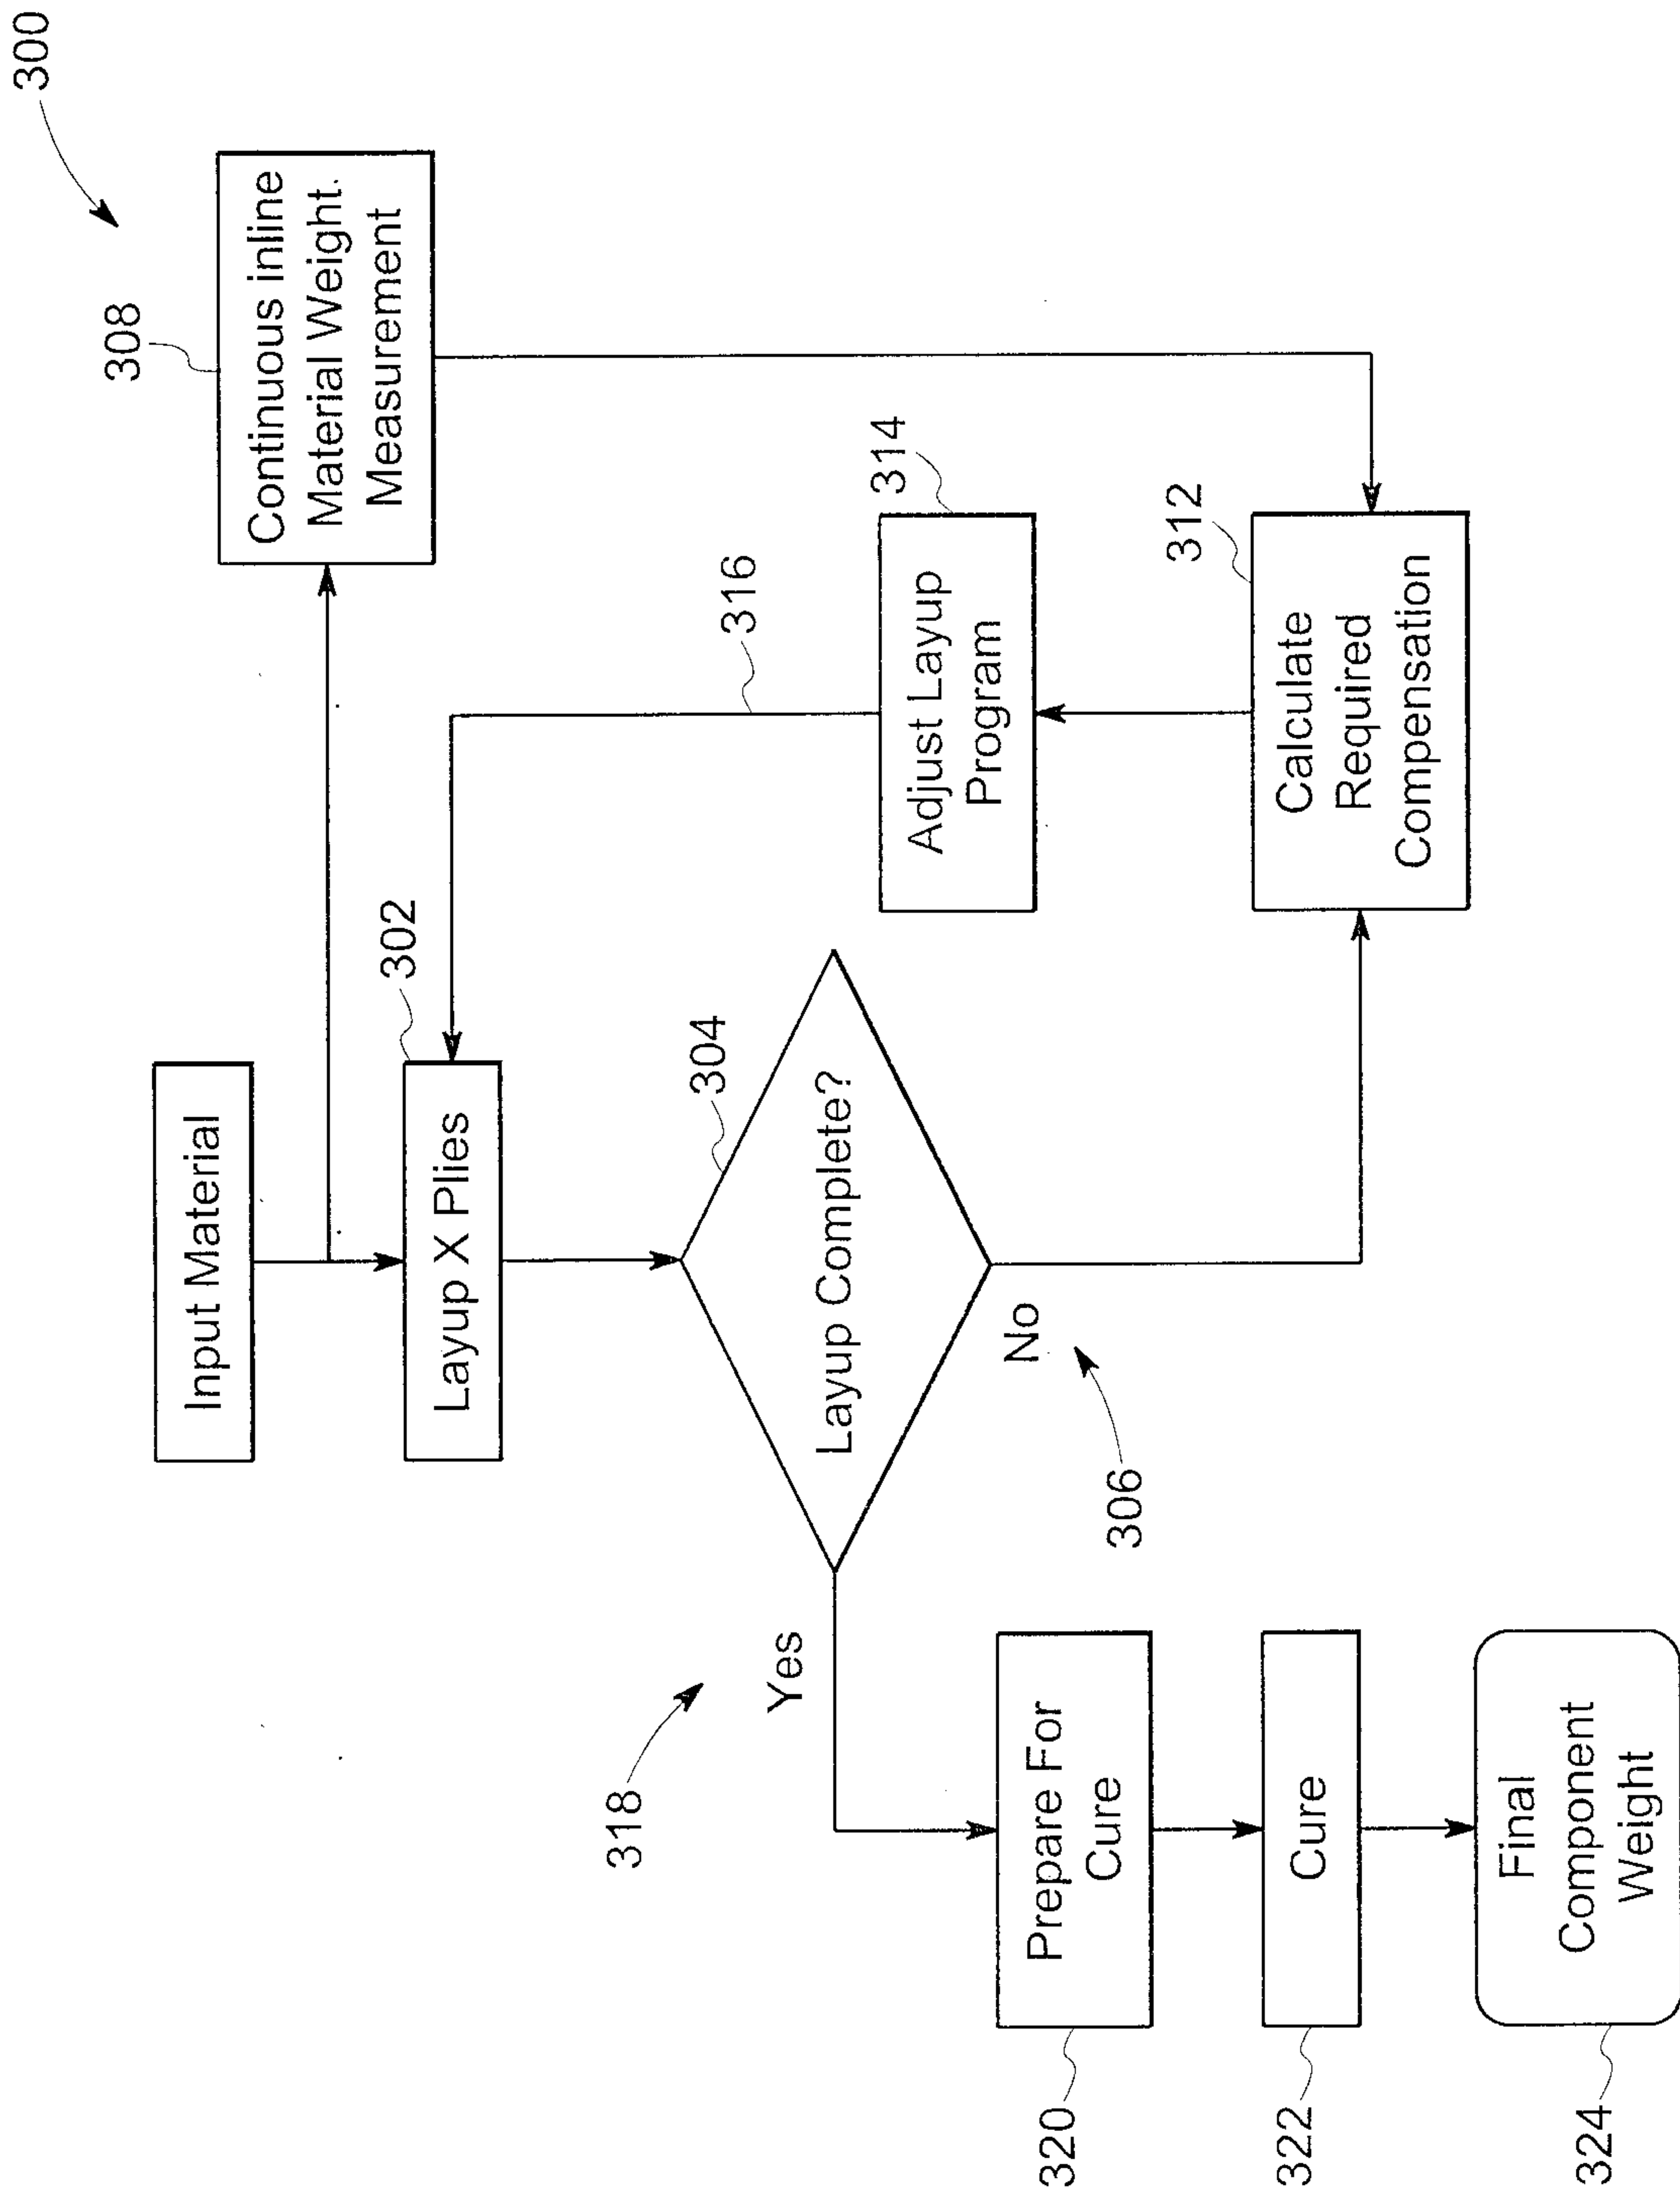 300
Input Material
308
Continuous inline
Material Weight.
Measurement
302
Layup X Plies
304
Layup Complete?
316
314
Adjust Layup
Program
318
Yes
No
306
312
Calculate
Required
Compensation
320
Prepare For
Cure
322
Cure
324
Final
Component
Weight